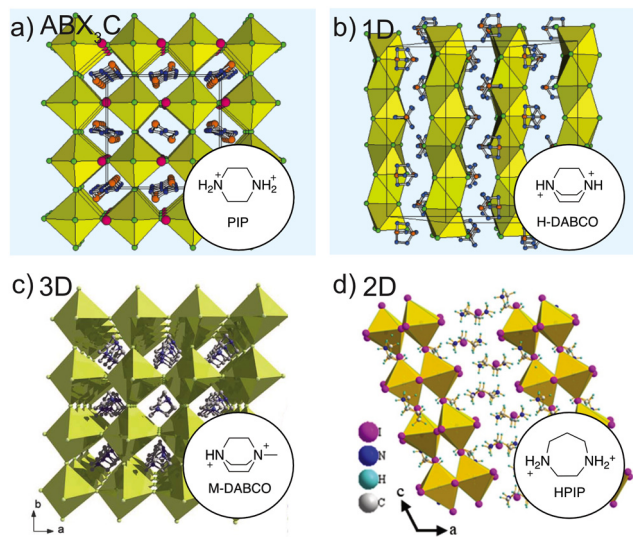 a) ABX₃C
H₂N
+
NH₂
+
PIP
b) 1D
HN
+
NH
+
H-DABCO
c) 3D
HN
+
N
+
M-DABCO
b
a
d) 2D
I
N
H
C
c
a
H2N
+
NH2
+
HPIP